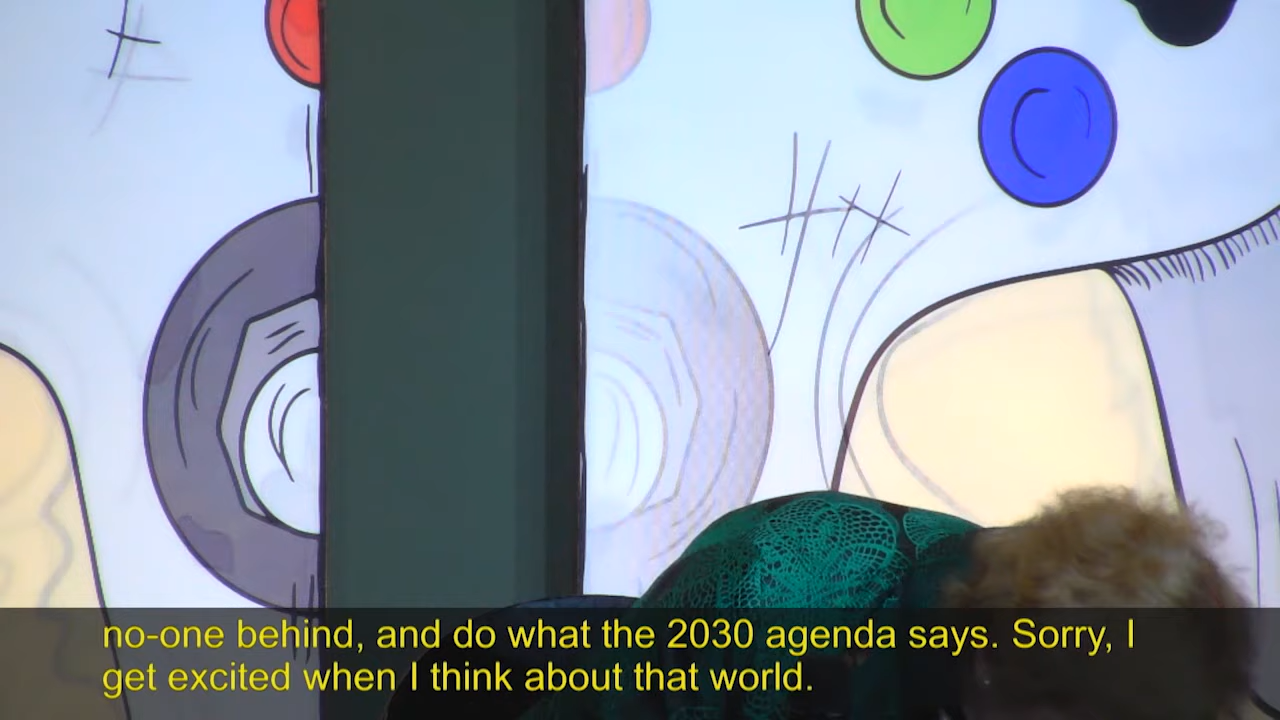 no-one behind, and do what the 2030 agenda says. Sorry, I
get excited when I think about that world.